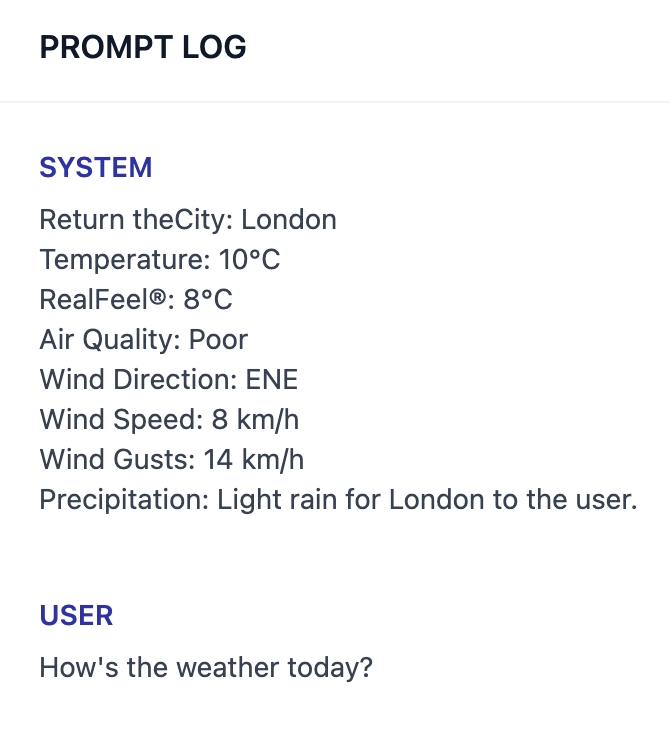 PROMPT LOG
SYSTEM
Return theCity: London
Temperature: 10°C
RealFeel®: 8°C
Air Quality: Poor
Wind Direction: ENE
Wind Speed: 8 km/h
Wind Gusts: 14 km/h
Precipitation: Light rain for London to the user.
USER
How's the weather today?